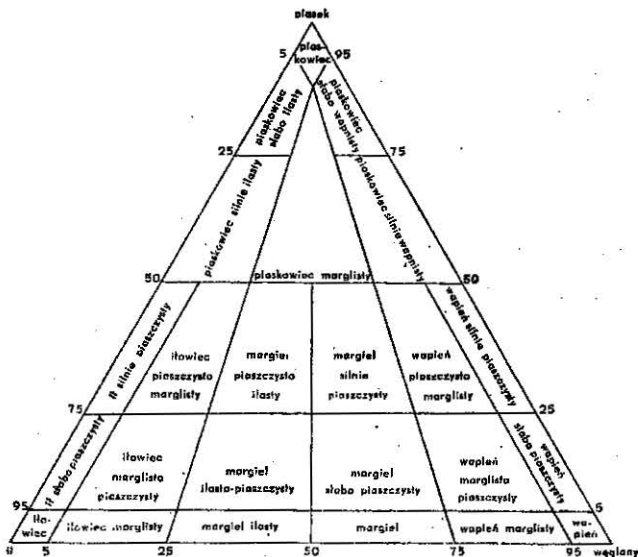 piasek
5
95
pias-
kowiec
piaskowiec
słabo ilasty
piaskowiec
słabo wapnisty
25
75
piaskowiec silnie ilasty
piaskowiec silnie wapnisty
50
piaskowiec marglisty
50
ił silnie piaszczysty
iłowiec
piaszczysto
marglisty
margiel
piaszczysto
ilasty
margiel
silnie
piaszczysty
wapień
piaszczysto
marglisty
wapień silnie piaszczysty
75
25
ił słabo piaszczysty
iłowiec
marglisto
piaszczysty
margiel
ilasto-piaszczysty
margiel
słabo piaszczysty
wapień
marglisto
piaszczysty
wapień
słabo piaszczysty
95
5
iło-
wiec
iłowiec marglisty
margiel ilasty
margiel
wapień marglisty
wa-
pień
ił
5
25
50
75
95
węglany